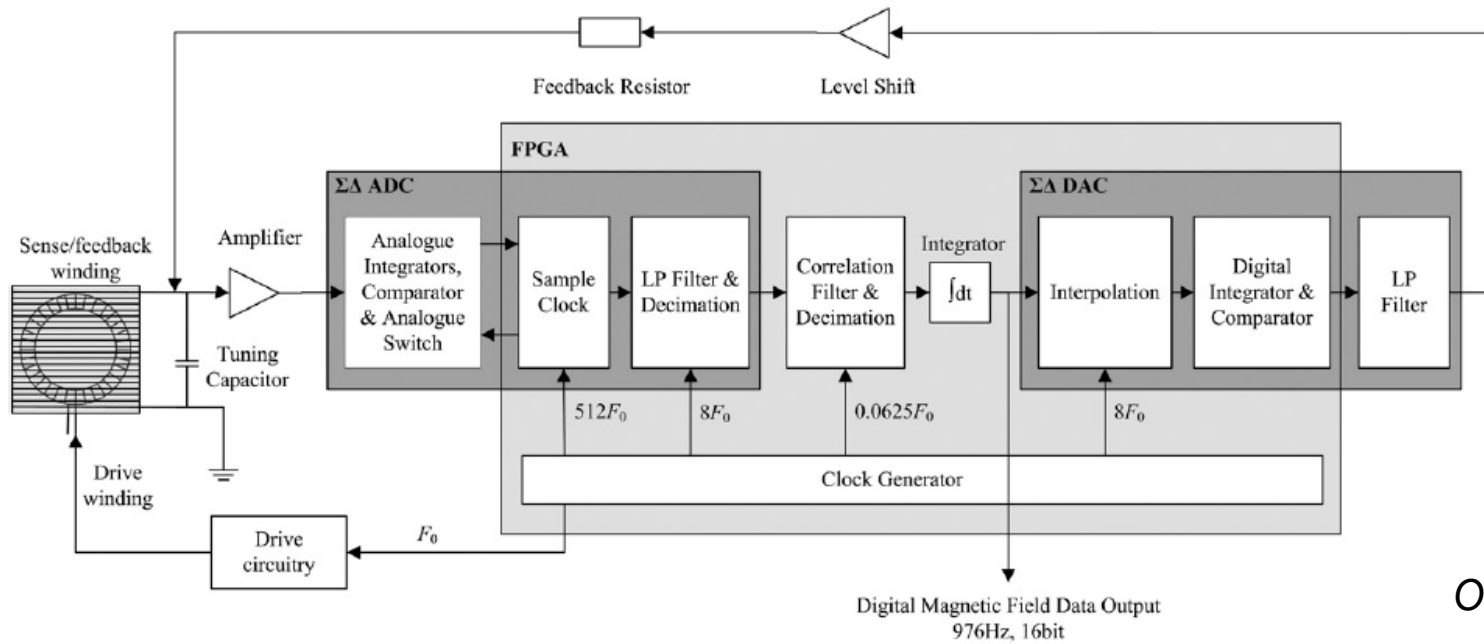 Feedback Resistor
Level Shift
FPGA
ΣΔ ADC
ΣΔ DAC
Sense/feedback
winding
Amplifier
Analogue
Integrators,
Comparator
& Analogue
Switch
Sample
Clock
LP Filter &
Decimation
Correlation
Filter &
Decimation
Integrator
∫dt
Interpolation
Digital
Integrator &
Comparator
LP
Filter
Tuning
Capacitor
512F₀
8F₀
0.0625F₀
8F₀
Clock Generator
Drive
winding
Drive
circuitry
F₀
Digital Magnetic Field Data Output
976Hz, 16bit
O